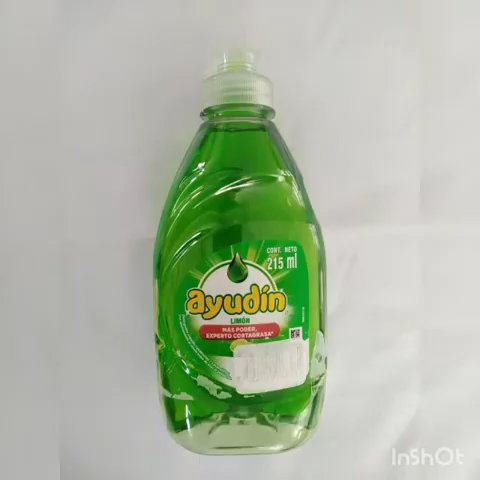 CONT. NETO
215 ml
ayudín
LIMÓN
MÁS PODER,
EXPERTO CORTAGRASA*
InShOt